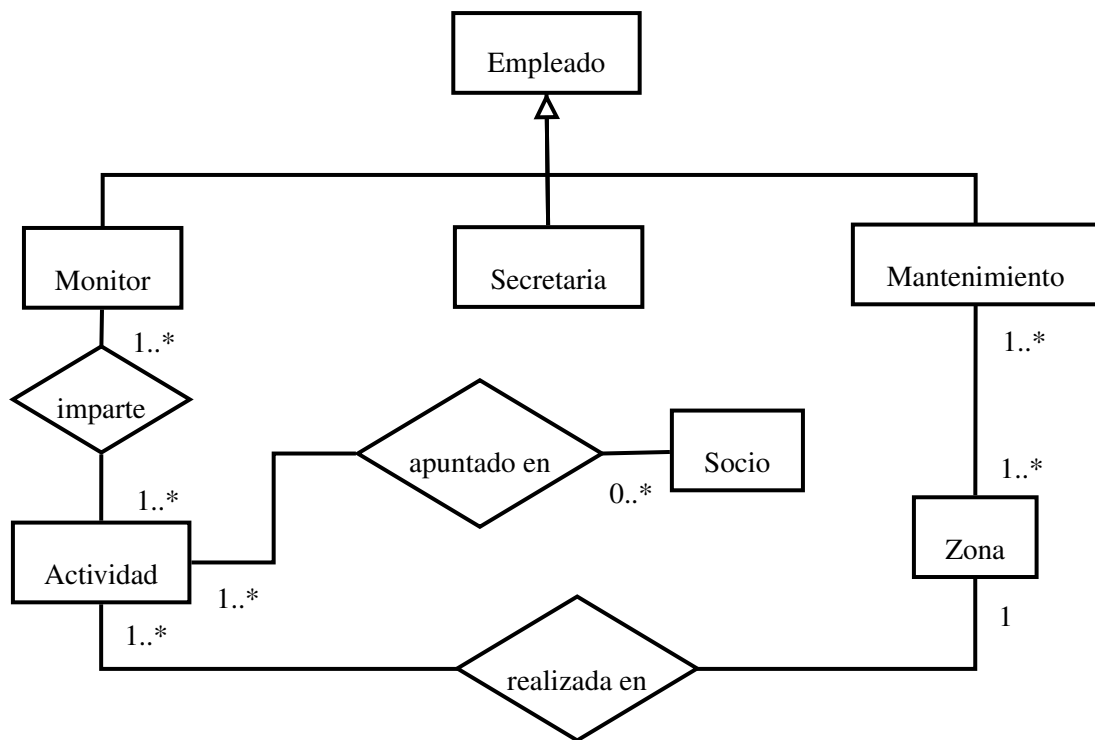 Empleado
Monitor
Secretaria
Mantenimiento
1..*
1..*
imparte
apuntado en
Socio
0..*
1..*
1..*
Actividad
Zona
1..*
1..*
1
realizada en